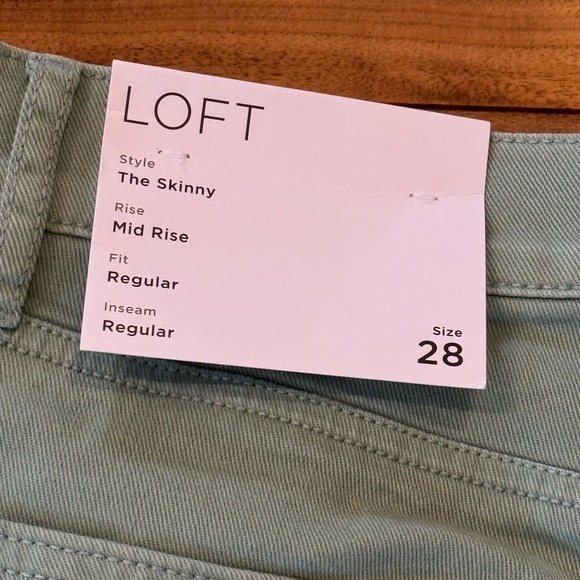 LOFT
Style
The Skinny
Rise
Mid Rise
Fit
Regular
Inseam
Regular
Size
28